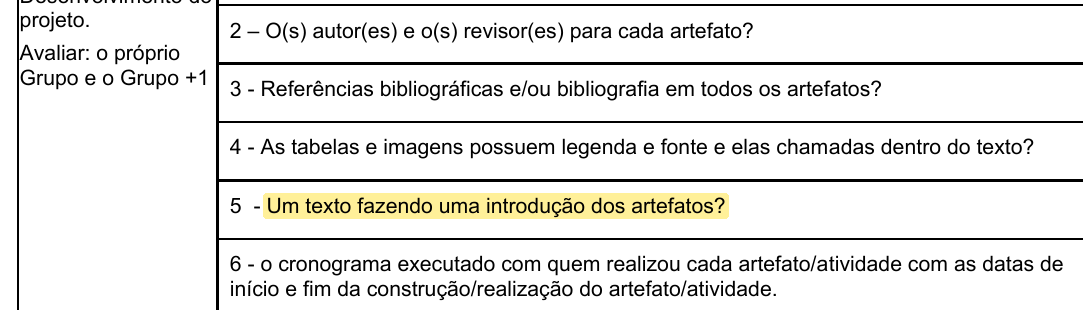 Desenvolvimento do
projeto.
Avaliar: o próprio
Grupo e o Grupo +1
2 – O(s) autor(es) e o(s) revisor(es) para cada artefato?
3 - Referências bibliográficas e/ou bibliografia em todos os artefatos?
4 - As tabelas e imagens possuem legenda e fonte e elas chamadas dentro do texto?
5 - Um texto fazendo uma introdução dos artefatos?
6 - o cronograma executado com quem realizou cada artefato/atividade com as datas de
início e fim da construção/realização do artefato/atividade.